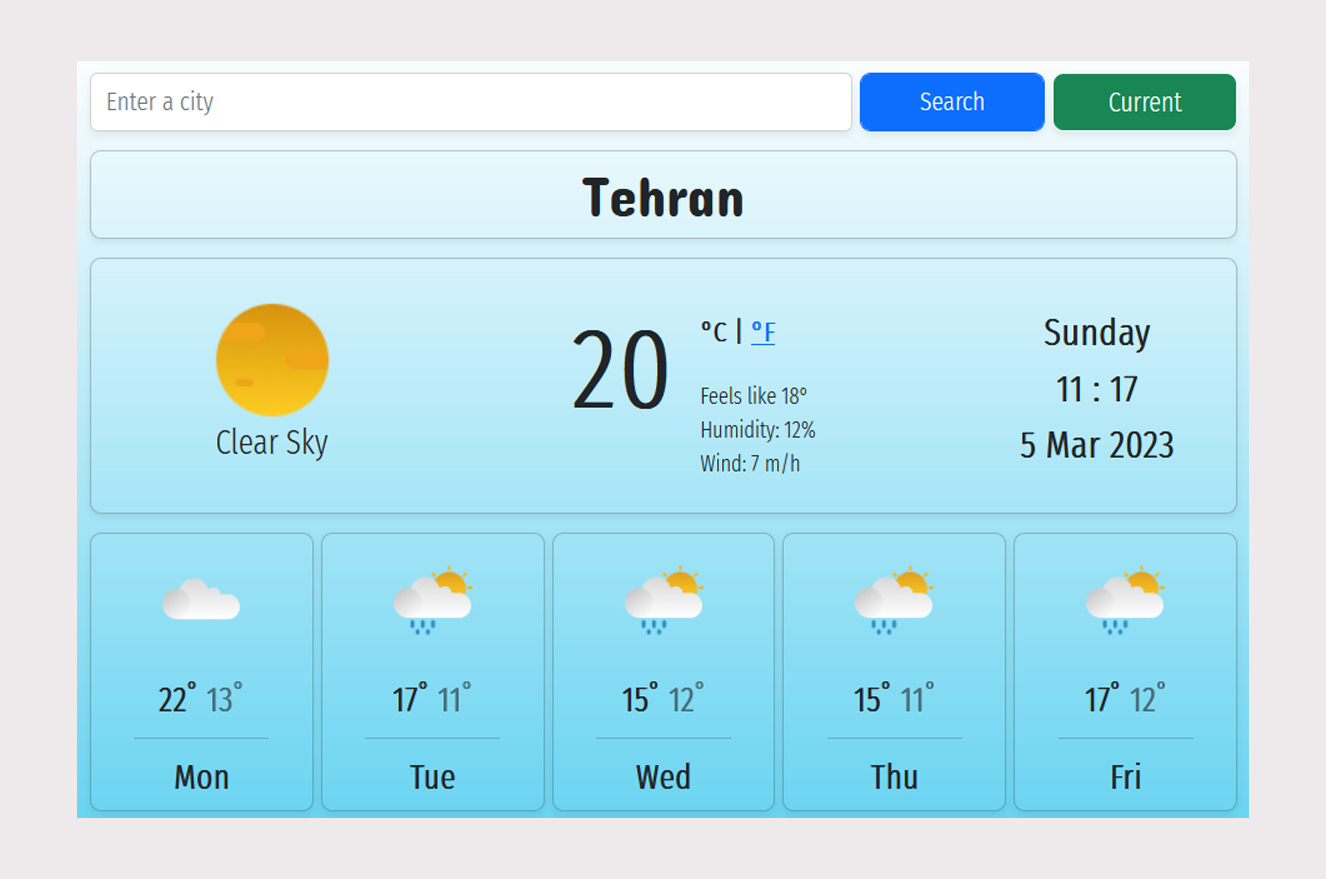 Enter a city
Search
Current
Tehran
Clear Sky
20
°C | °F
Feels like 18°
Humidity: 12%
Wind: 7 m/h
Sunday
11 : 17
5 Mar 2023
22° 13°
Mon
17° 11°
Tue
15° 12°
Wed
15° 11°
Thu
17° 12°
Fri